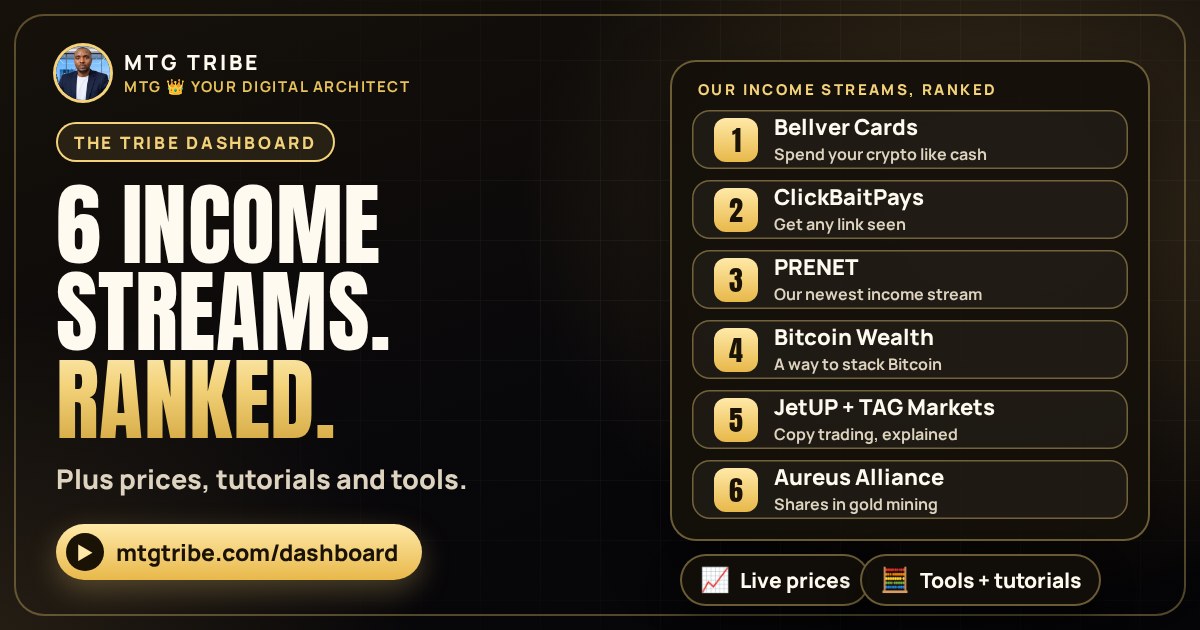 MTG TRIBE
MTG 👑 YOUR DIGITAL ARCHITECT
THE TRIBE DASHBOARD
6 INCOME
STREAMS.
RANKED.
Plus prices, tutorials and tools.
mtgtribe.com/dashboard
OUR INCOME STREAMS, RANKED
1
Bellver Cards
Spend your crypto like cash
2
ClickBaitPays
Get any link seen
3
PRENET
Our newest income stream
4
Bitcoin Wealth
A way to stack Bitcoin
5
JetUP + TAG Markets
Copy trading, explained
6
Aureus Alliance
Shares in gold mining
📈 Live prices
🧮 Tools + tutorials